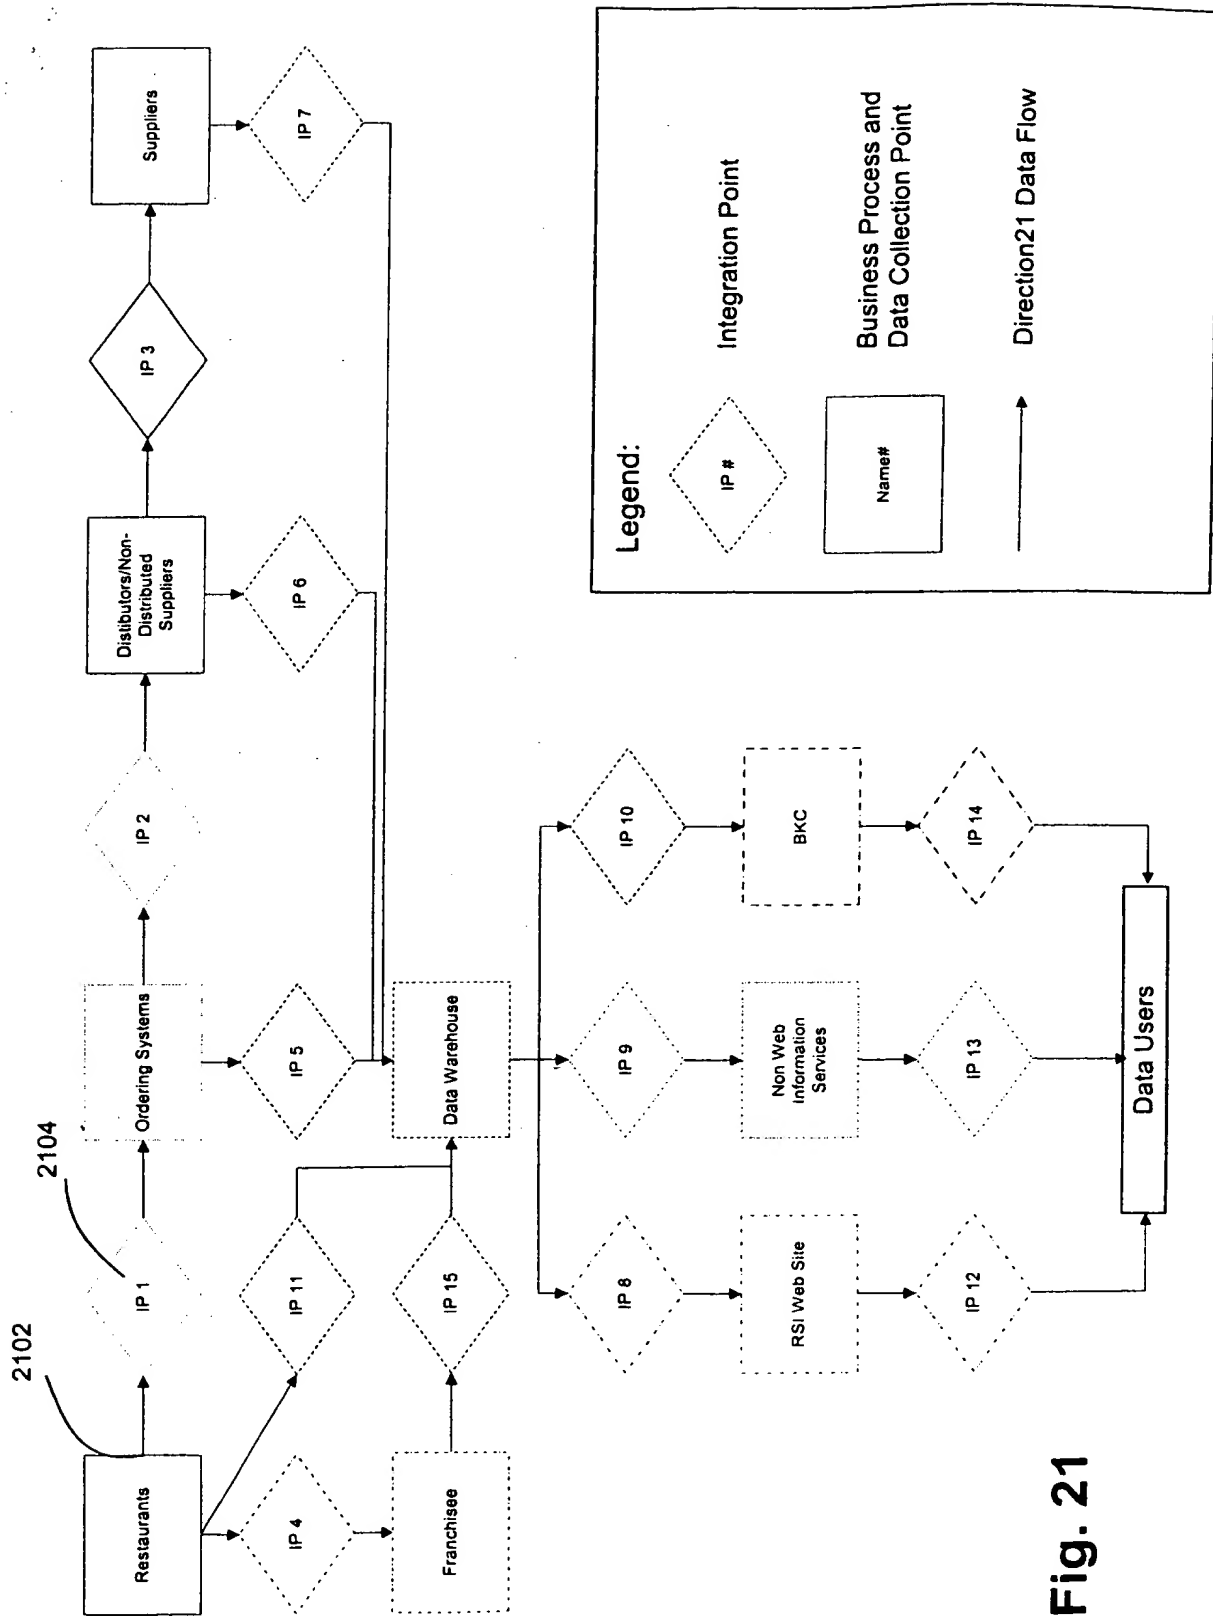 2102
2104
Restaurants
IP 1
Ordering Systems
IP 2
Distibutors/Non-
Distributed
Suppliers
IP 3
Suppliers
IP 4
IP 11
IP 5
IP 6
IP 7
Franchisee
IP 15
Data Warehouse
IP 8
IP 9
IP 10
RSI Web Site
Non Web
Information
Services
BKC
IP 12
IP 13
IP 14
Data Users
Legend:
IP #
Integration Point
Name#
Business Process and
Data Collection Point
Direction21 Data Flow
Fig. 21